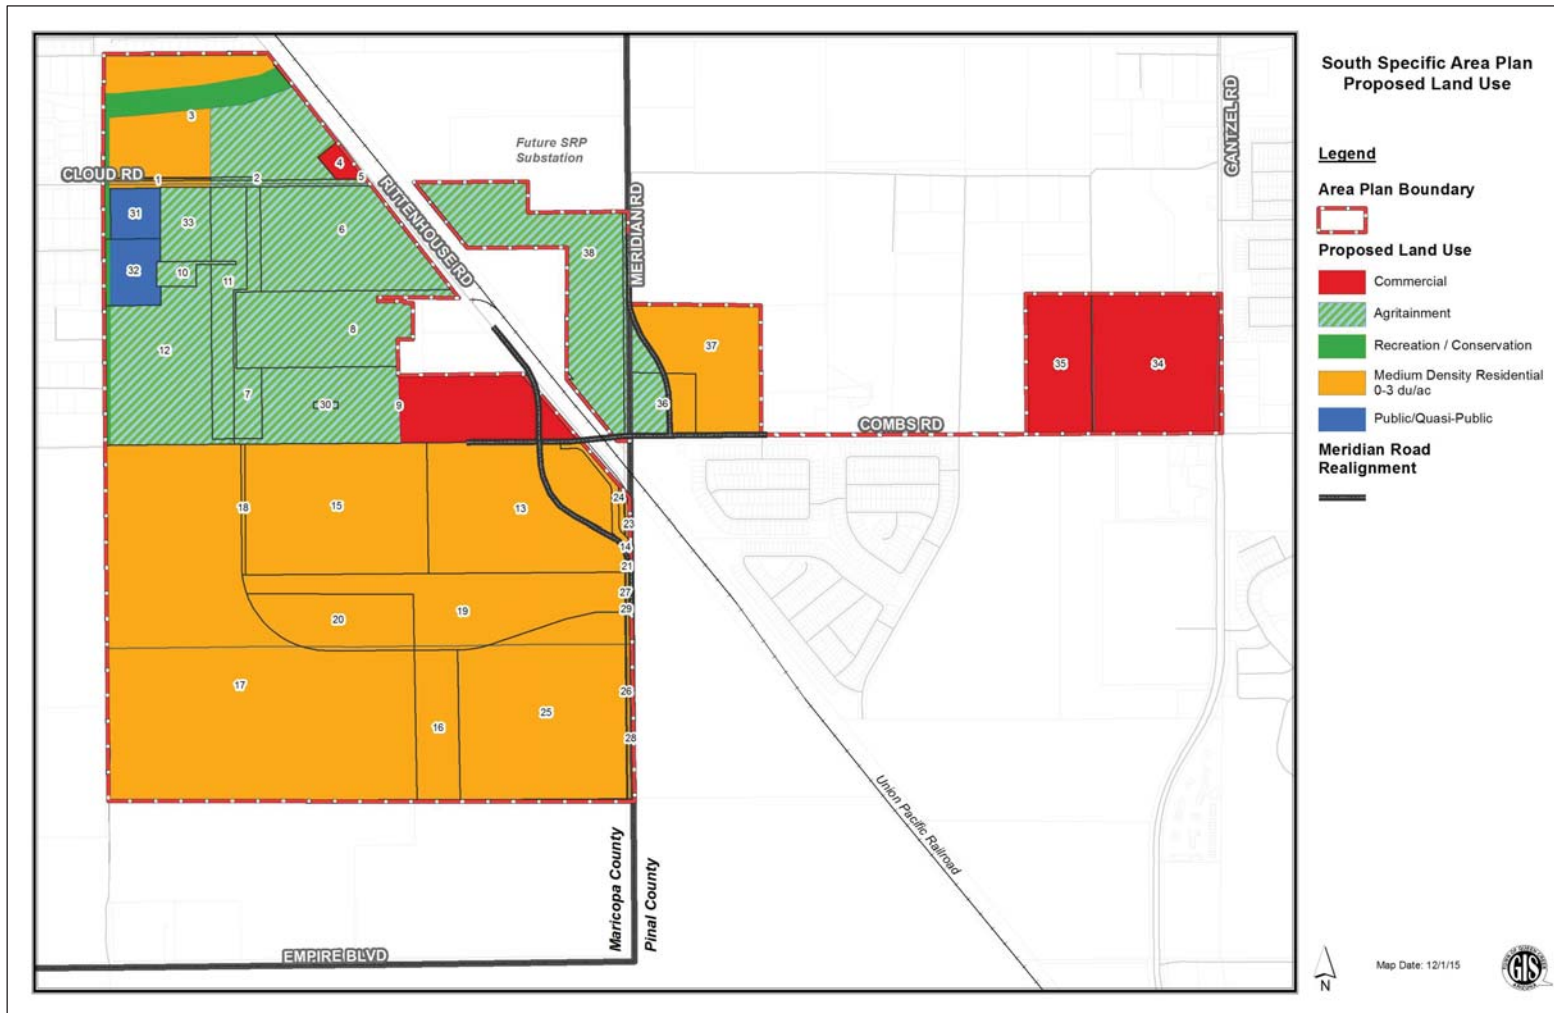 South Specific Area Plan
Proposed Land Use
Legend
Area Plan Boundary
Proposed Land Use
Commercial
Agritainment
Recreation / Conservation
Medium Density Residential
0-3 du/ac
Public/Quasi-Public
Meridian Road
Realignment
Future SRP
Substation
CLOUD RD
RITTENHOUSE RD
MERIDIAN RD
GANTZEL RD
COMBS RD
EMPIRE BLVD
Union Pacific Railroad
Maricopa County
Pinal County
3
4
1
2
5
31
33
6
38
32
10
11
8
12
37
35
34
7
30
9
36
18
15
13
24
23
14
21
27
29
19
20
17
25
26
16
28
N
Map Date: 12/1/15
GIS